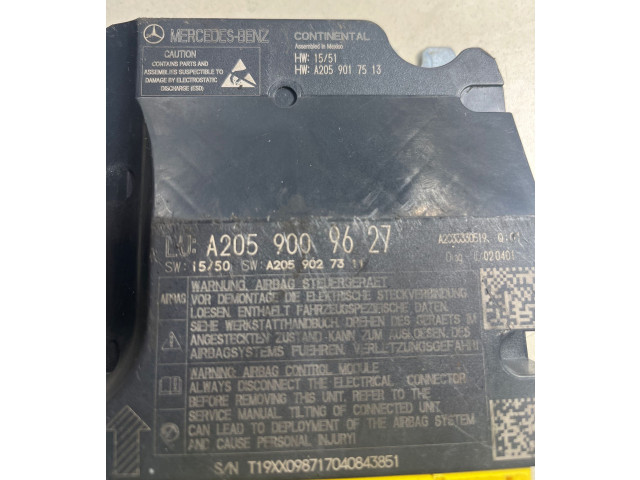 MERCEDES-BENZ
CAUTION
CONTAINS PARTS AND
ASSEMBLIES SUSPECTIBLE TO
DAMAGE BY ELECTROSTATIC
DISCHARGE (ESD)
CONTINENTAL
Assembled in Mexico
HW: 15/51
HW: A205 901 75 13
A205 900 96 27
SW: 15/50 SW: A205 902 73
WARNUNG, AIRBAG STEUERGERAET
AIRBAG
VOR DEMONTAGE DIE ELEKTRISCHE STECKVERBINDUNG
LOESEN. ENTHAELT FAHRZEUGSPEZIFISCHE DATEN,
SIEHE WERKSTATTHANDBUCH. DREHEN DES GERAETS IM
ANGESTECKTEN ZUSTAND KANN ZUM AUSLOESEN, DES
AIRBAGSYSTEMS FUEHREN, VERLETZUNGSGEFAHR!
WARNING: AIRBAG CONTROL MODULE
ALWAYS DISCONNECT THE ELECTRICAL CONNECTOR
BEFORE REMOVING THIS UNIT. REFER TO THE
SERVICE MANUAL TILTING OF CONNECTED UNIT
CAN LEAD TO DEPLOYMENT OF THE AIRBAG SYSTEM
AND CAUSE PERSONAL INJURY!
S/N T19XX098717040843851